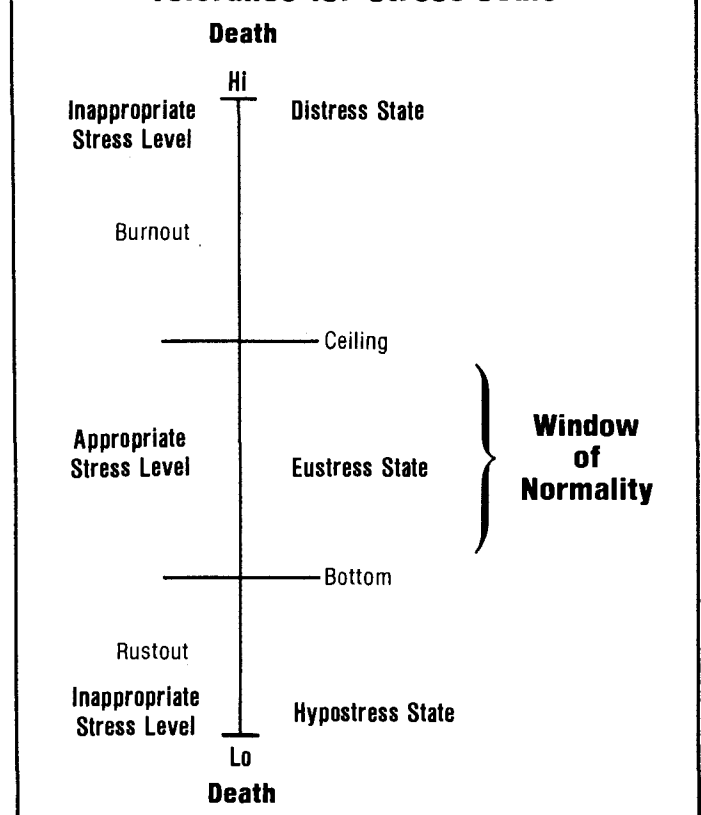 Death
Hi
Inappropriate Distress State
Stress Level
Burnout
Ceiling
Window
of
Normality
Appropriate
Stress Level Eustress State
Bottom
Rustout
Inappropriate
Stress Level Hypostress State
Lo
Death